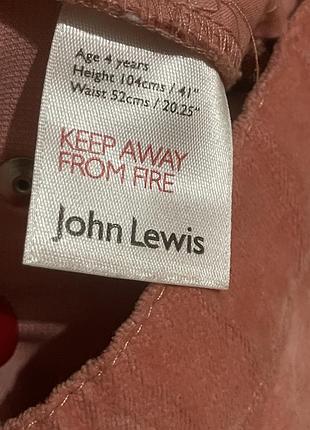 Age 4 years
Height 104cms / 41"
Waist 52cms / 20.25"
KEEP AWAY
FROM FIRE
John Lewis